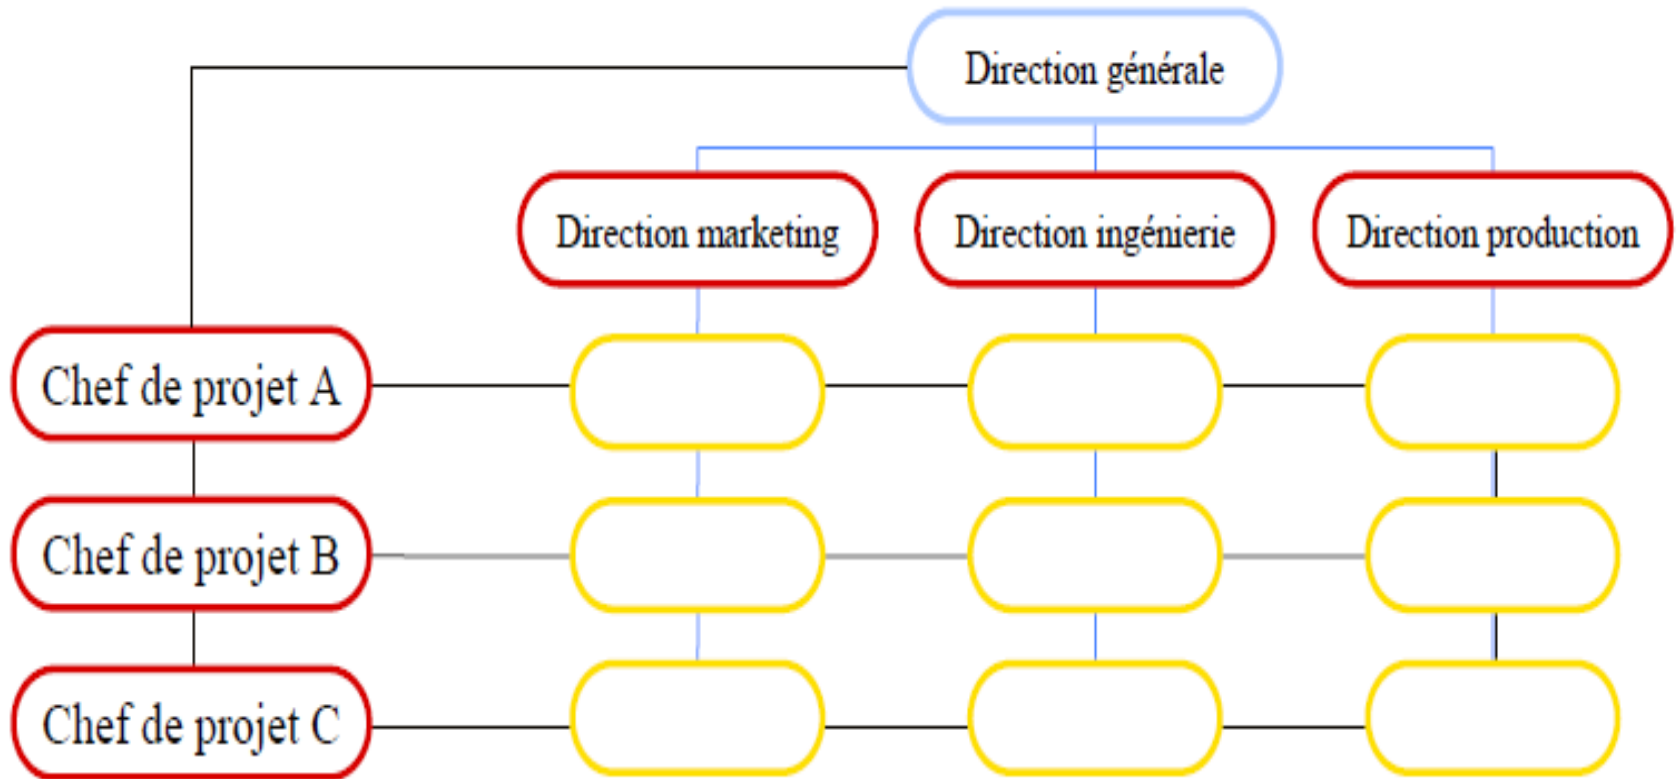 Direction générale
Direction marketing
Direction ingénierie
Direction production
Chef de projet A
Chef de projet B
Chef de projet C